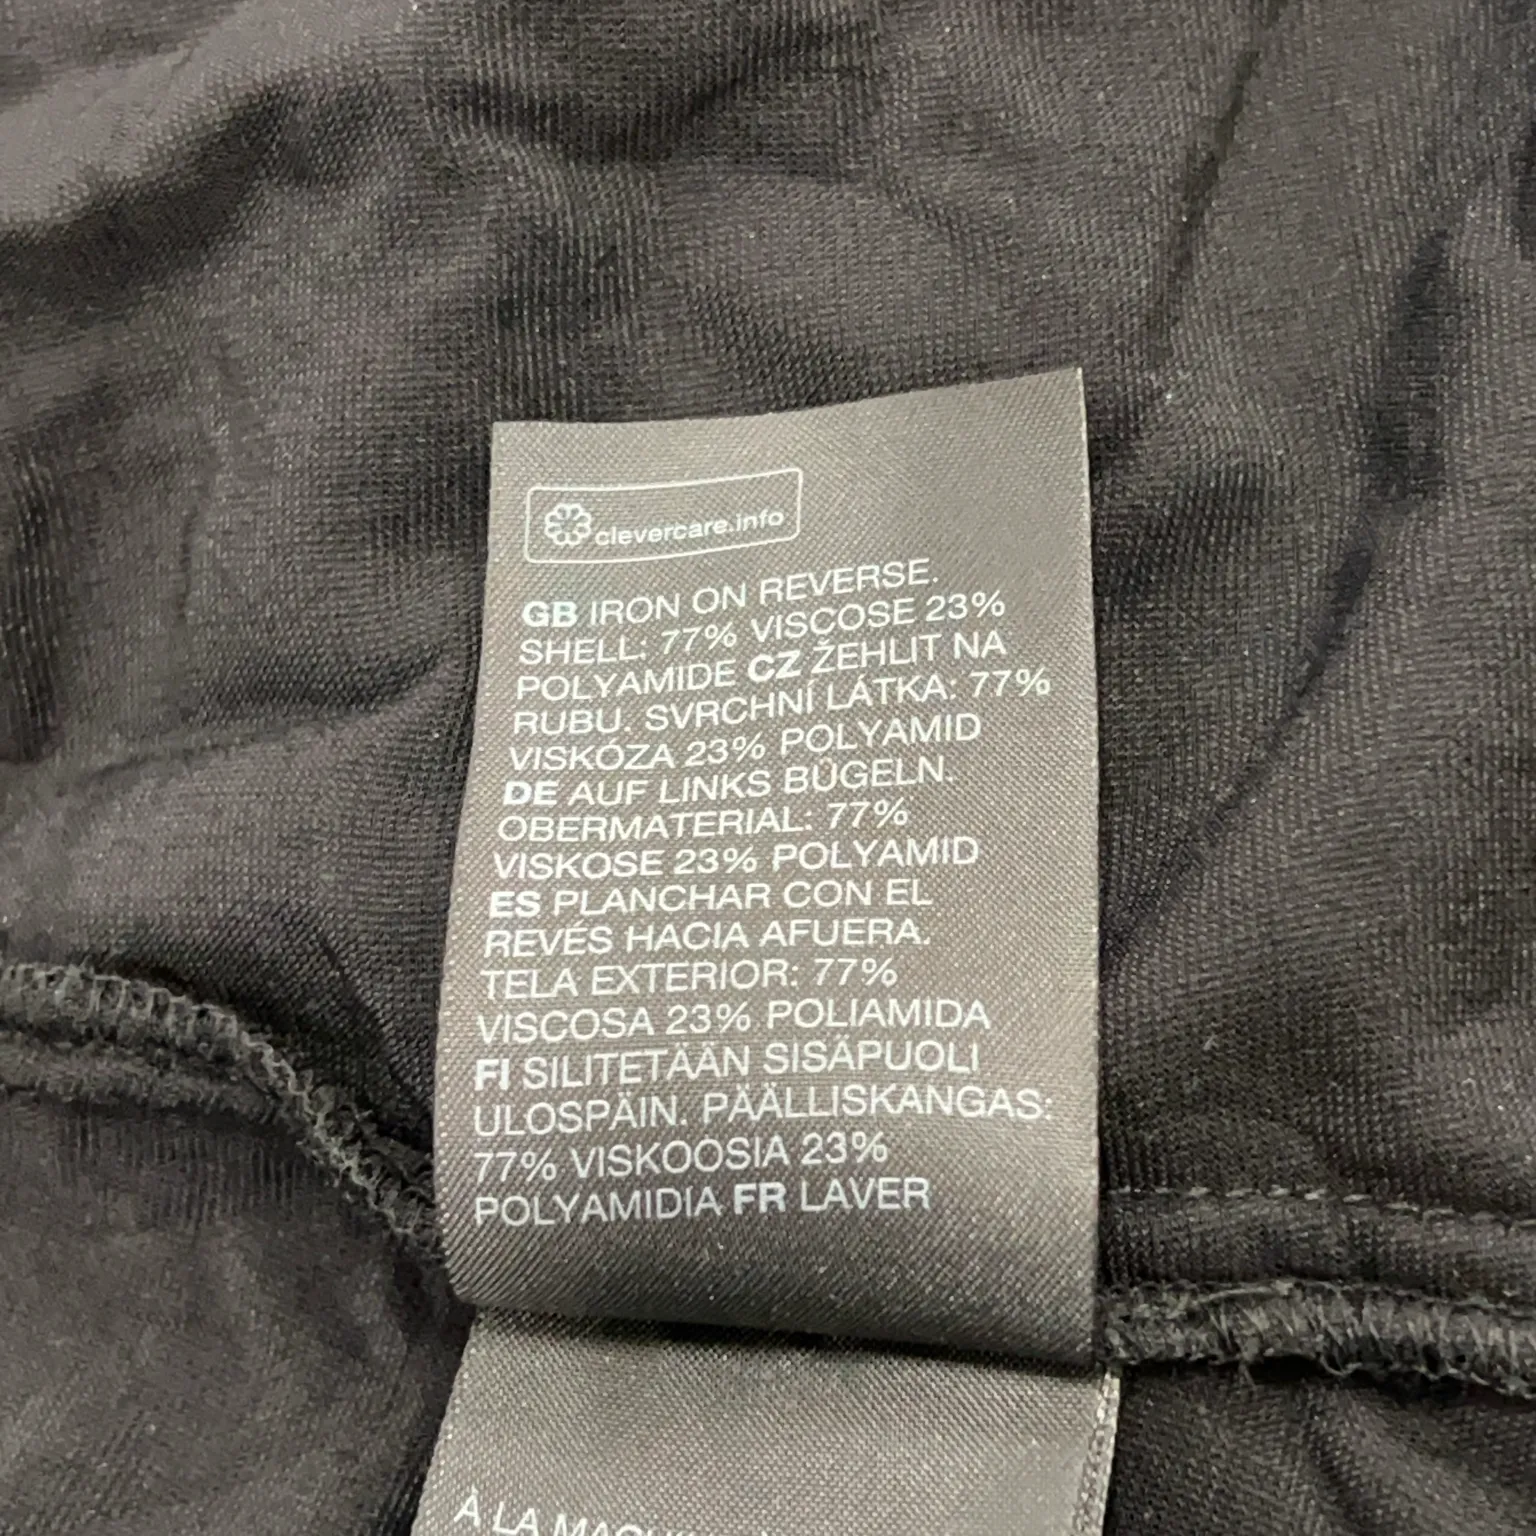 clevercare.info
GB IRON ON REVERSE.
SHELL: 77% VISCOSE 23%
POLYAMIDE CZ ŽEHLIT NA
RUBU. SVRCHNÍ LÁTKA: 77%
VISKÓZA 23% POLYAMID
DE AUF LINKS BÜGELN.
OBERMATERIAL: 77%
VISKOSE 23% POLYAMID
ES PLANCHAR CON EL
REVÉS HACIA AFUERA.
TELA EXTERIOR: 77%
VISCOSA 23% POLIAMIDA
FI SILITETÄÄN SISÄPUOLI
ULOSPÄIN. PÄÄLLISKANGAS:
77% VISKOOSIA 23%
POLYAMIDIA FR LAVER
À LA